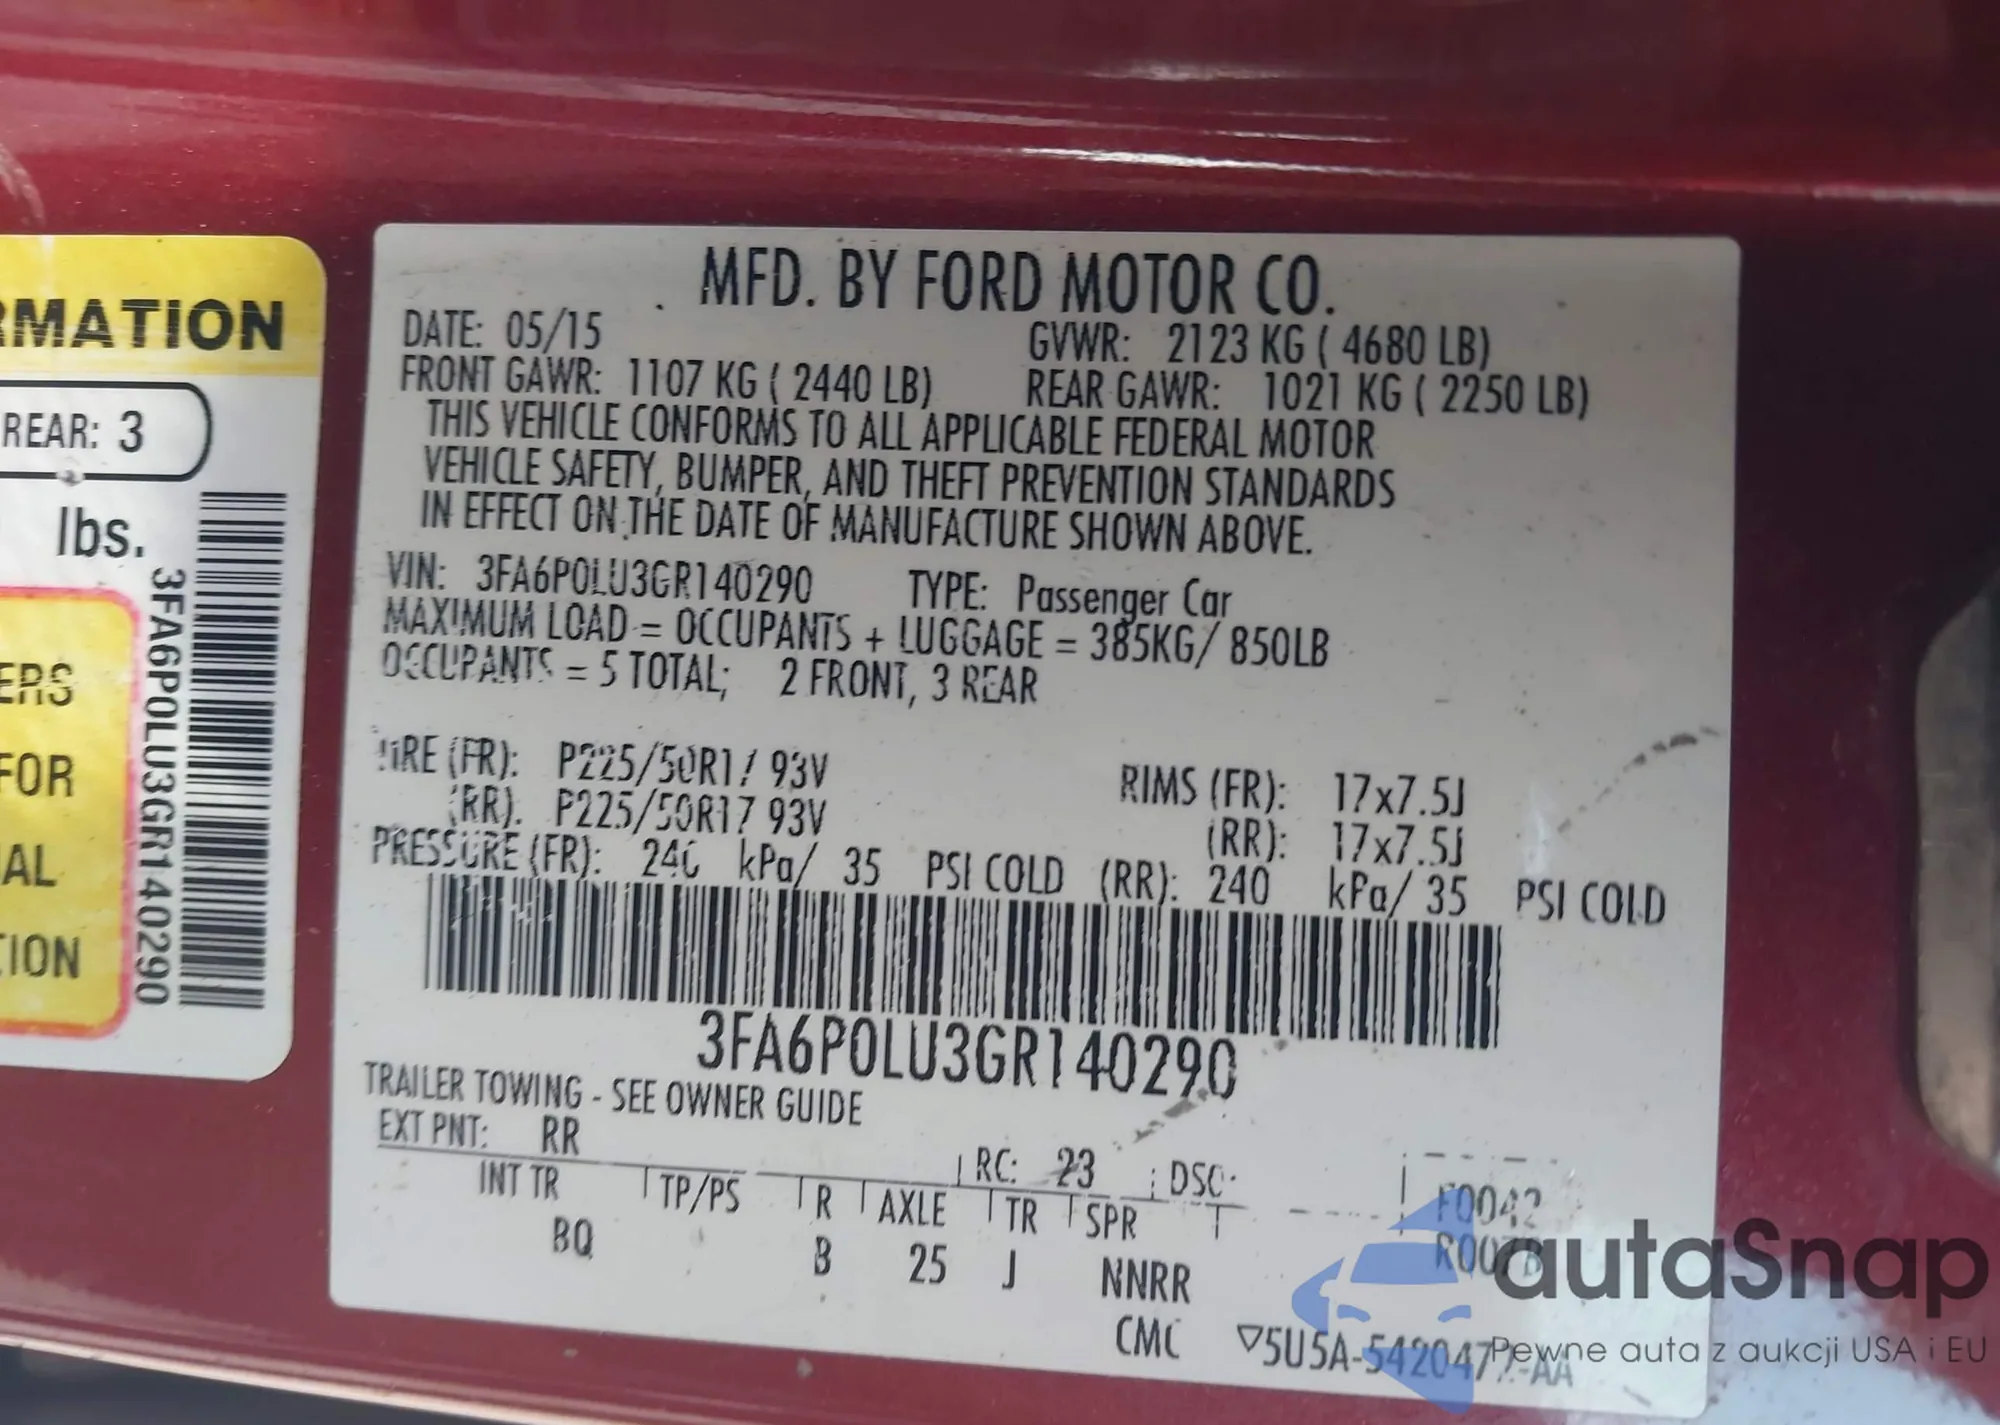 RMATION
REAR: 3
lbs.
3FA6P0LU3GR140290
ERS
FOR
AL
TION
MFD. BY FORD MOTOR CO.
DATE: 05/15 GVWR: 2123 KG ( 4680 LB)
FRONT GAWR: 1107 KG ( 2440 LB) REAR GAWR: 1021 KG ( 2250 LB)
THIS VEHICLE CONFORMS TO ALL APPLICABLE FEDERAL MOTOR
VEHICLE SAFETY, BUMPER, AND THEFT PREVENTION STANDARDS
IN EFFECT ON THE DATE OF MANUFACTURE SHOWN ABOVE.
VIN: 3FA6P0LU3GR140290 TYPE: Passenger Car
MAXIMUM LOAD = OCCUPANTS + LUGGAGE = 385KG/ 850LB
OCCUPANTS = 5 TOTAL; 2 FRONT, 3 REAR
TIRE (FR): P225/50R17 93V RIMS (FR): 17x7.5J
(RR): P225/50R17 93V (RR): 17x7.5J
PRESSURE (FR): 240 kPa/ 35 PSI COLD (RR): 240 kPa/ 35 PSI COLD
3FA6P0LU3GR140290
TRAILER TOWING - SEE OWNER GUIDE
EXT PNT: RR RC: 23 DSO:
INT TR TP/PS R AXLE TR SPR T F0042
BQ B 25 J NNRR R007B
CMC ▽5U5A-5420472-AA
autaSnap
Pewne auta z aukcji USA i EU